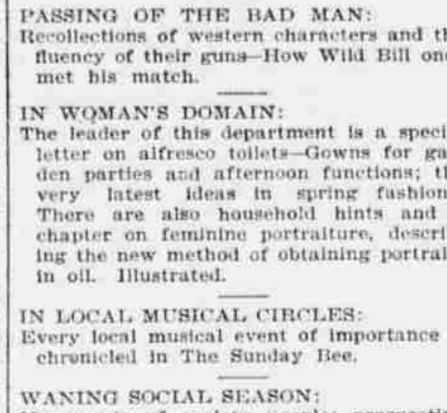 PASSING OF THE BAD MAN:
Recollections of western characters and th
fluency of their guns—How Wild Bill onc
met his match.
IN WOMAN'S DOMAIN:
The leader of this department is a speci
letter on alfresco toilets—Gowns for ga
den parties and afternoon functions; th
very latest ideas in spring fashion
There are also household hints and
chapter on feminine portraiture, descri
ing the new method of obtaining portrai
in oil. Illustrated.
IN LOCAL MUSICAL CIRCLES:
Every local musical event of importance
chronicled in The Sunday Bee.
WANING SOCIAL SEASON: